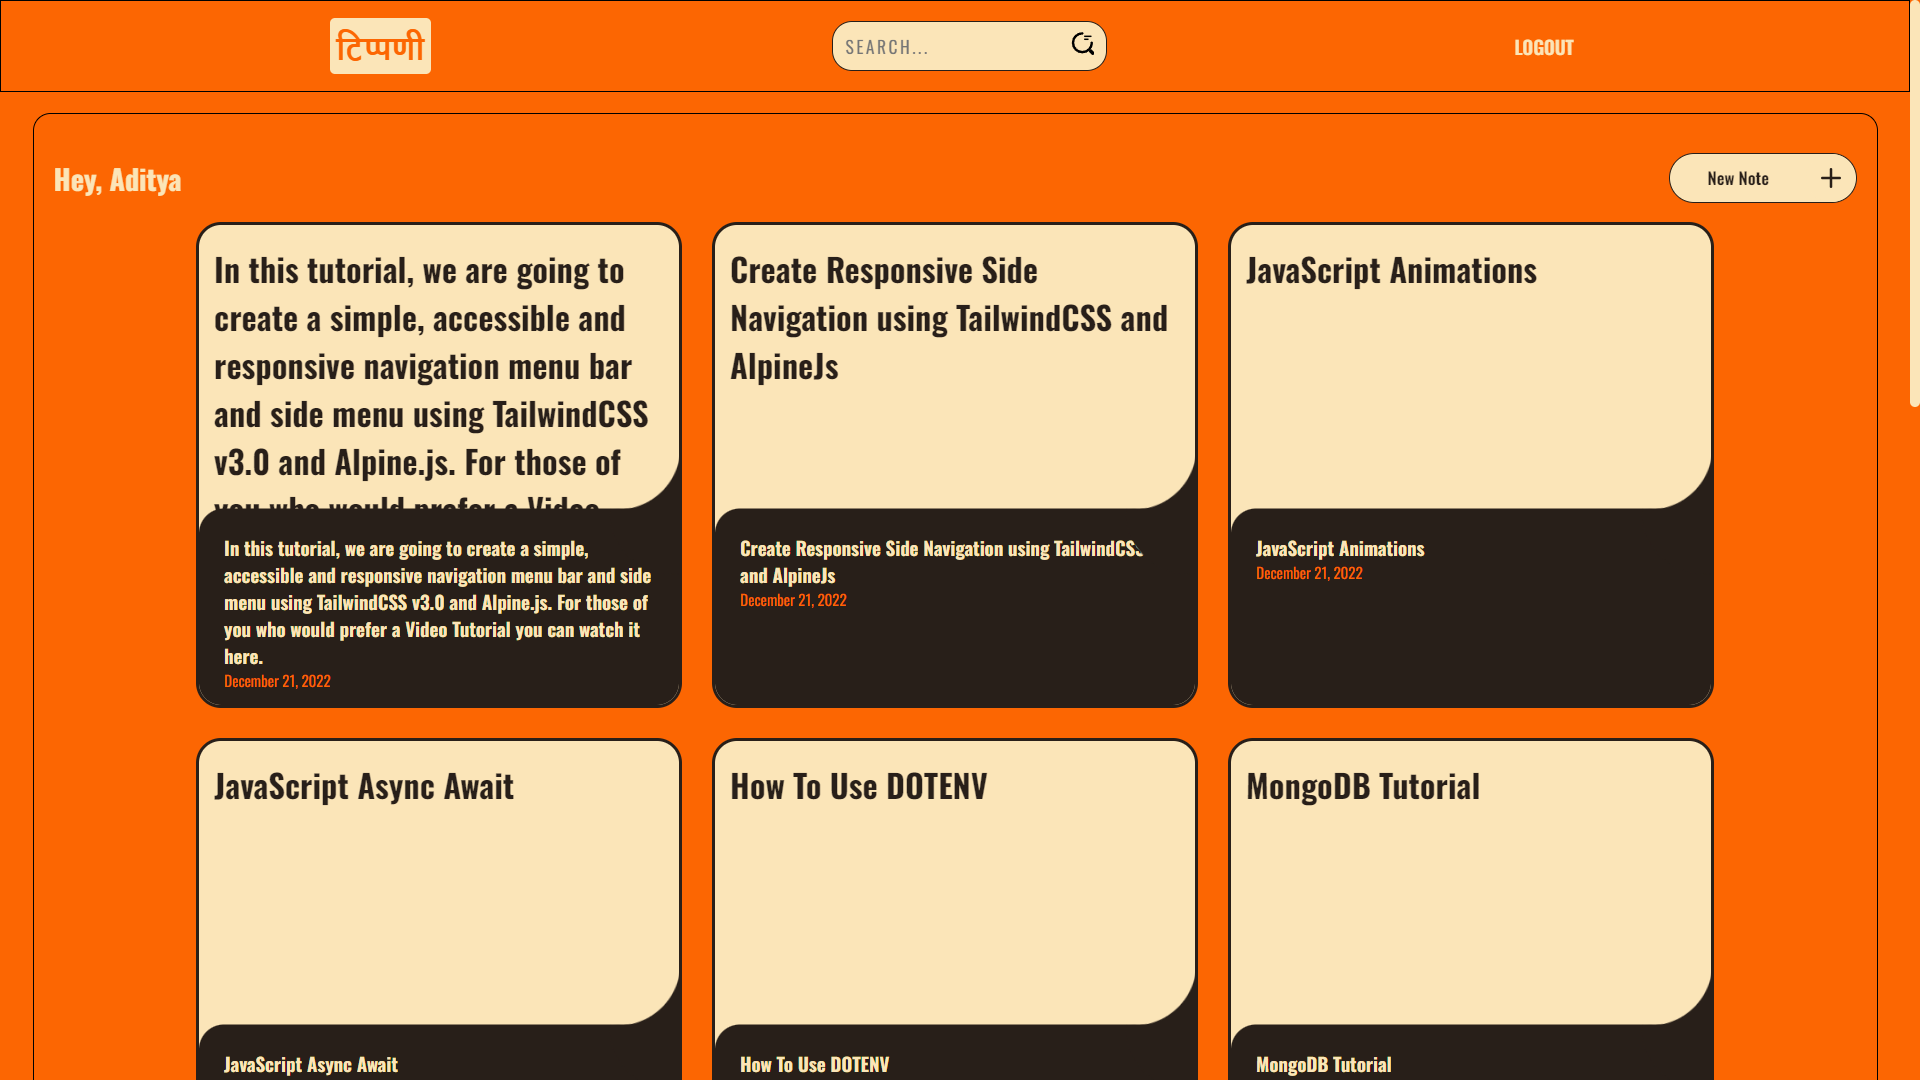 टिप्पणी
SEARCH...
LOGOUT
Hey, Aditya
New Note
In this tutorial, we are going to
create a simple, accessible and
responsive navigation menu bar
and side menu using TailwindCSS
v3.0 and Alpine.js. For those of
you who would prefer a Video
In this tutorial, we are going to create a simple,
accessible and responsive navigation menu bar and side
menu using TailwindCSS v3.0 and Alpine.js. For those of
you who would prefer a Video Tutorial you can watch it
here.
December 21, 2022
Create Responsive Side
Navigation using TailwindCSS and
AlpineJs
Create Responsive Side Navigation using TailwindCSS
and AlpineJs
December 21, 2022
JavaScript Animations
JavaScript Animations
December 21, 2022
JavaScript Async Await
JavaScript Async Await
How To Use DOTENV
How To Use DOTENV
MongoDB Tutorial
MongoDB Tutorial